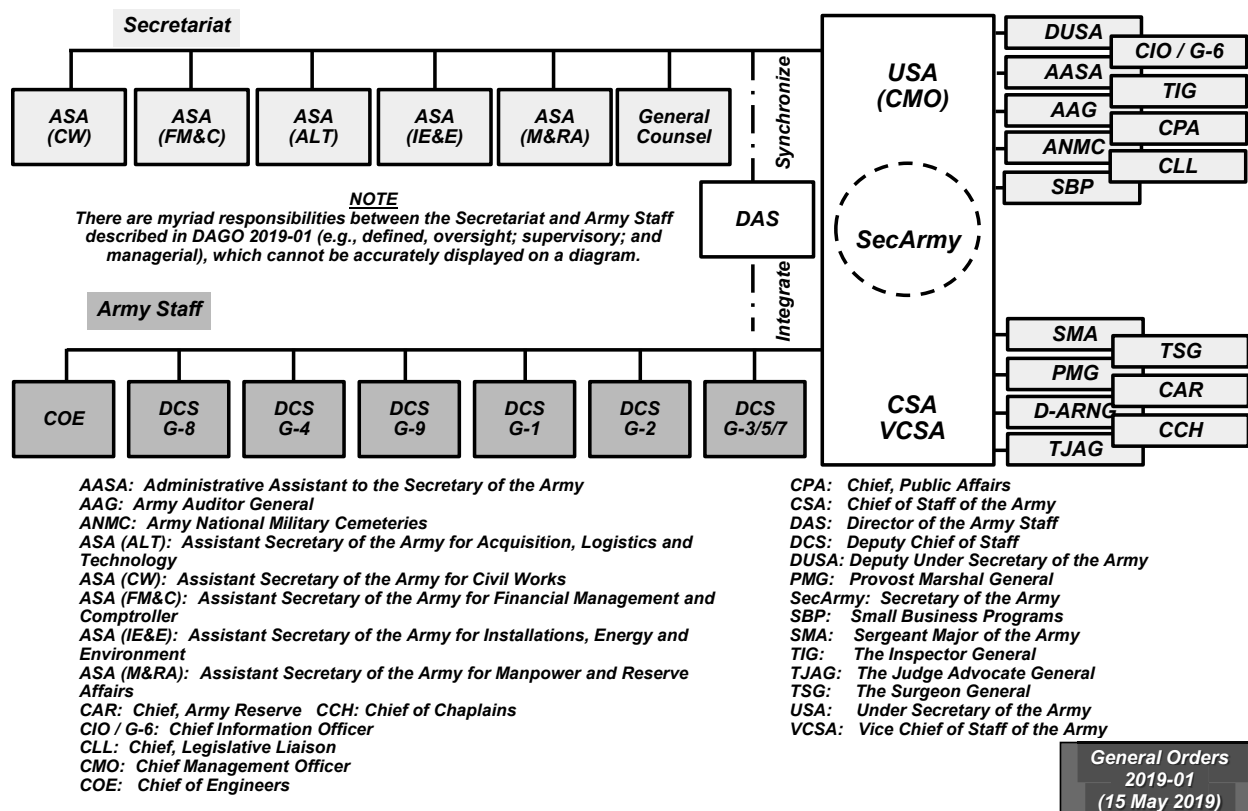 Secretariat
ASA
(CW)
ASA
(FM&C)
ASA
(ALT)
ASA
(IE&E)
ASA
(M&RA)
General
Counsel
Synchronize
DAS
Integrate
USA
(CMO)
SecArmy
CSA
VCSA
DUSA
CIO / G-6
AASA
TIG
AAG
CPA
ANMC
CLL
SBP
NOTE
There are myriad responsibilities between the Secretariat and Army Staff
described in DAGO 2019-01 (e.g., defined, oversight; supervisory; and
managerial), which cannot be accurately displayed on a diagram.
Army Staff
COE
DCS
G-8
DCS
G-4
DCS
G-9
DCS
G-1
DCS
G-2
DCS
G-3/5/7
SMA
TSG
PMG
CAR
D-ARNG
CCH
TJAG
AASA: Administrative Assistant to the Secretary of the Army
AAG: Army Auditor General
ANMC: Army National Military Cemeteries
ASA (ALT): Assistant Secretary of the Army for Acquisition, Logistics and
Technology
ASA (CW): Assistant Secretary of the Army for Civil Works
ASA (FM&C): Assistant Secretary of the Army for Financial Management and
Comptroller
ASA (IE&E): Assistant Secretary of the Army for Installations, Energy and
Environment
ASA (M&RA): Assistant Secretary of the Army for Manpower and Reserve
Affairs
CAR: Chief, Army Reserve CCH: Chief of Chaplains
CIO / G-6: Chief Information Officer
CLL: Chief, Legislative Liaison
CMO: Chief Management Officer
COE: Chief of Engineers
CPA: Chief, Public Affairs
CSA: Chief of Staff of the Army
DAS: Director of the Army Staff
DCS: Deputy Chief of Staff
DUSA: Deputy Under Secretary of the Army
PMG: Provost Marshal General
SecArmy: Secretary of the Army
SBP: Small Business Programs
SMA: Sergeant Major of the Army
TIG: The Inspector General
TJAG: The Judge Advocate General
TSG: The Surgeon General
USA: Under Secretary of the Army
VCSA: Vice Chief of Staff of the Army
General Orders
2019-01
(15 May 2019)